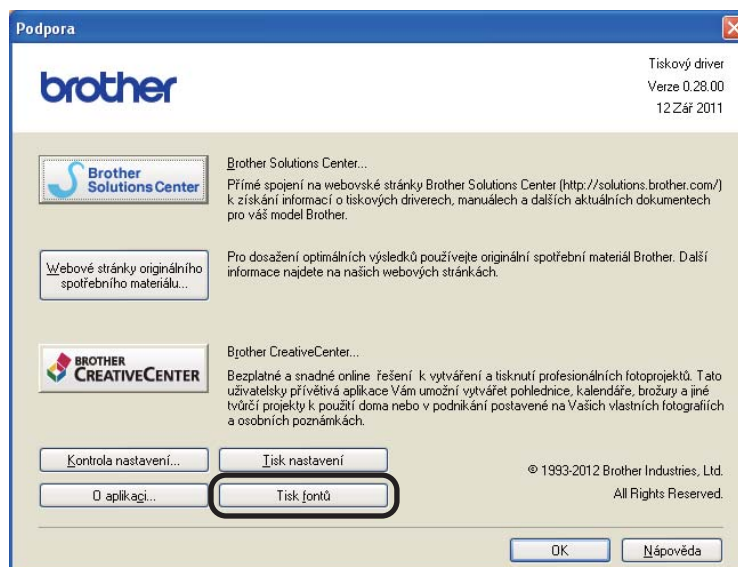 Podpora
brother
Tiskový driver
Verze 0.28.00
12 Zář 2011
Brother
Solutions Center
Brother Solutions Center...
Přímé spojení na webovské stránky Brother Solutions Center (http://solutions.brother.com/)
k získání informací o tiskových driverech, manuálech a dalších aktuálních dokumentech
pro váš model Brother.
Webové stránky originálního
spotřebního materiálu...
Pro dosažení optimálních výsledků používejte originální spotřební materiál Brother. Další
informace najdete na našich webových stránkách.
BROTHER
CREATIVECENTER
Brother CreativeCenter...
Bezplatné a snadné online řešení k vytváření a tisknutí profesionálních fotoprojektů. Tato
uživatelsky přívětivá aplikace Vám umožní vytvářet pohlednice, kalendáře, brožury a jiné
tvůrčí projekty k použití doma nebo v podnikání postavené na Vašich vlastních fotografiích
a osobních poznámkách.
Kontrola nastavení...
Tisk nastavení
O aplikaci...
Tisk fontů
© 1993-2012 Brother Industries, Ltd.
All Rights Reserved.
OK
Nápověda